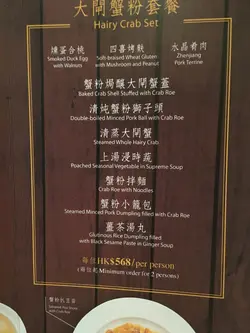 大閘蟹粉套餐
Hairy Crab Set
燻蛋合桃
Smoked Duck Egg
with Walnuts
四喜烤麩
Soft-braised Wheat Gluten
with Mushroom and Peanut
水晶肴肉
Zhenjiang
Pork Terrine
蟹粉焗釀大閘蟹蓋
Baked Crab Shell Stuffed with Crab Roe
清炖蟹粉獅子頭
Double-boiled Minced Pork Ball with Crab Roe
清蒸大閘蟹
Steamed Whole Hairy Crab
上湯浸時蔬
Poached Seasonal Vegetable in Supreme Soup
蟹粉拌麵
Crab Roe with Noodles
蟹粉小籠包
Steamed Minced Pork Dumpling filled with Crab Roe
薑茶湯丸
Glutinous Rice Dumpling filled
with Black Sesame Paste in Ginger Soup
每位HK$568/per person
Minimum order for 2 persons)